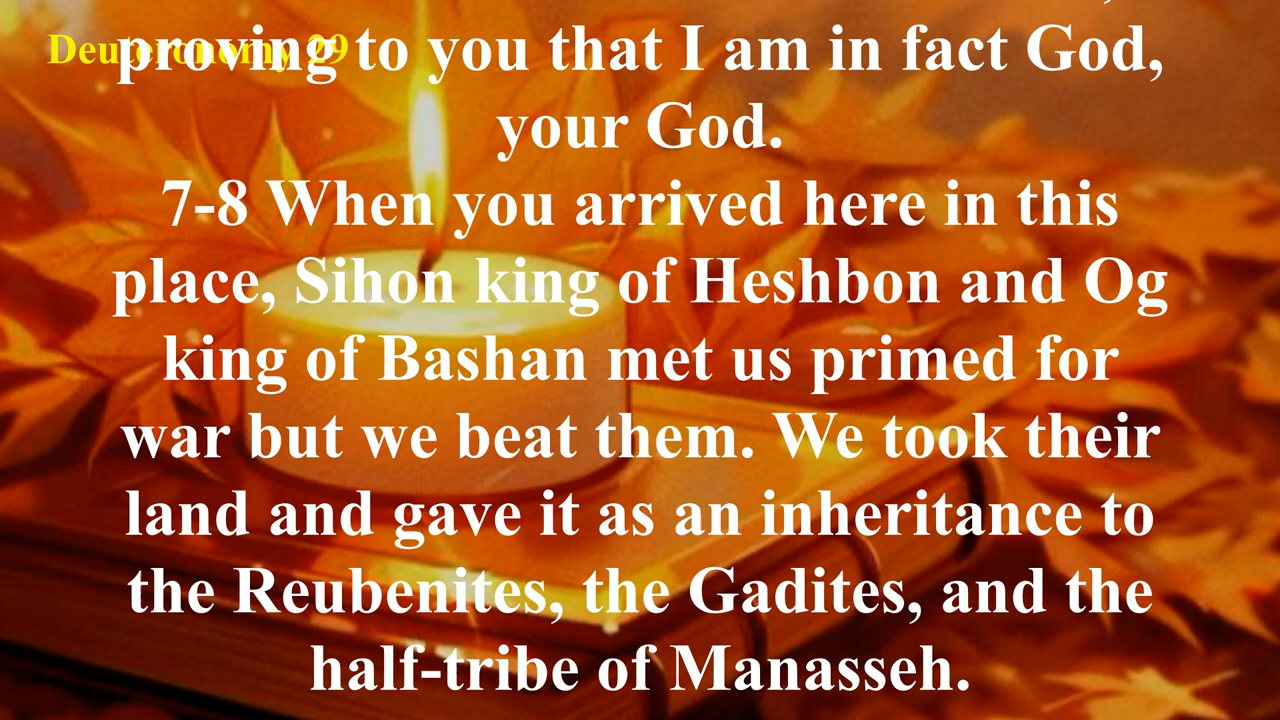 Deuteronomy 29
proving to you that I am in fact God,
your God.
7-8 When you arrived here in this
place, Sihon king of Heshbon and Og
king of Bashan met us primed for
war but we beat them. We took their
land and gave it as an inheritance to
the Reubenites, the Gadites, and the
half-tribe of Manasseh.